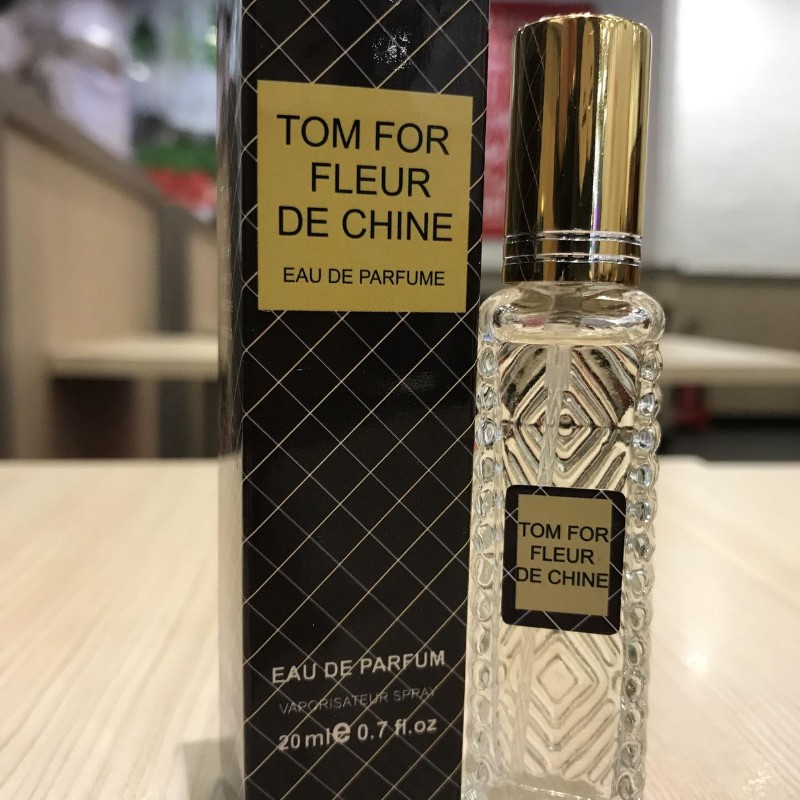 TOM FOR
FLEUR
DE CHINE
EAU DE PARFUME
EAU DE PARFUM
VAPORISATEUR SPRAY
20 ml e 0.7 fl.oz
TOM FOR
FLEUR
DE CHINE